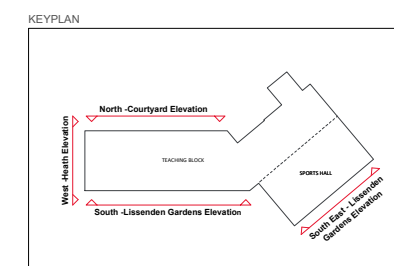 KEYPLAN
North -Courtyard Elevation
West -Heath Elevation
TEACHING BLOCK
SPORTS HALL
South -Lissenden Gardens Elevation
South East - Lissenden
Gardens Elevation